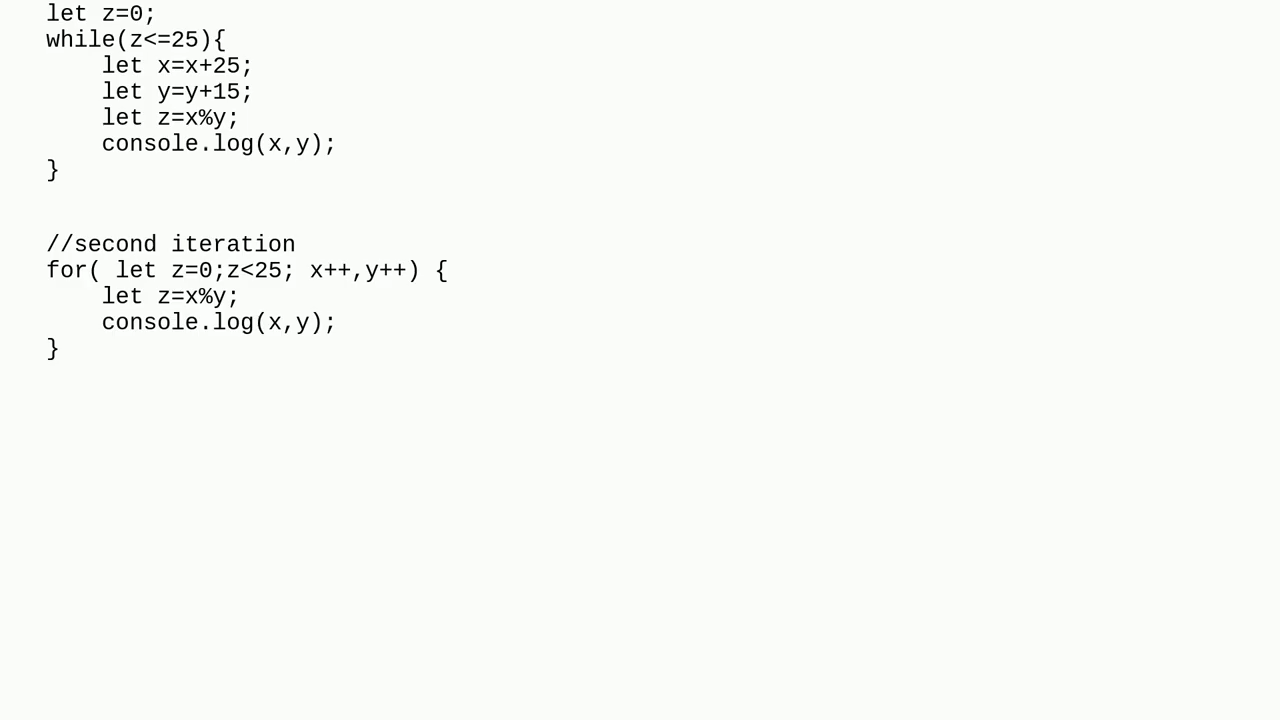 let z=0;
while(z<=25){
    let x=x+25;
    let y=y+15;
    let z=x%y;
    console.log(x,y);
}
//second iteration
for( let z=0;z<25; x++,y++) {
    let z=x%y;
    console.log(x,y);
}